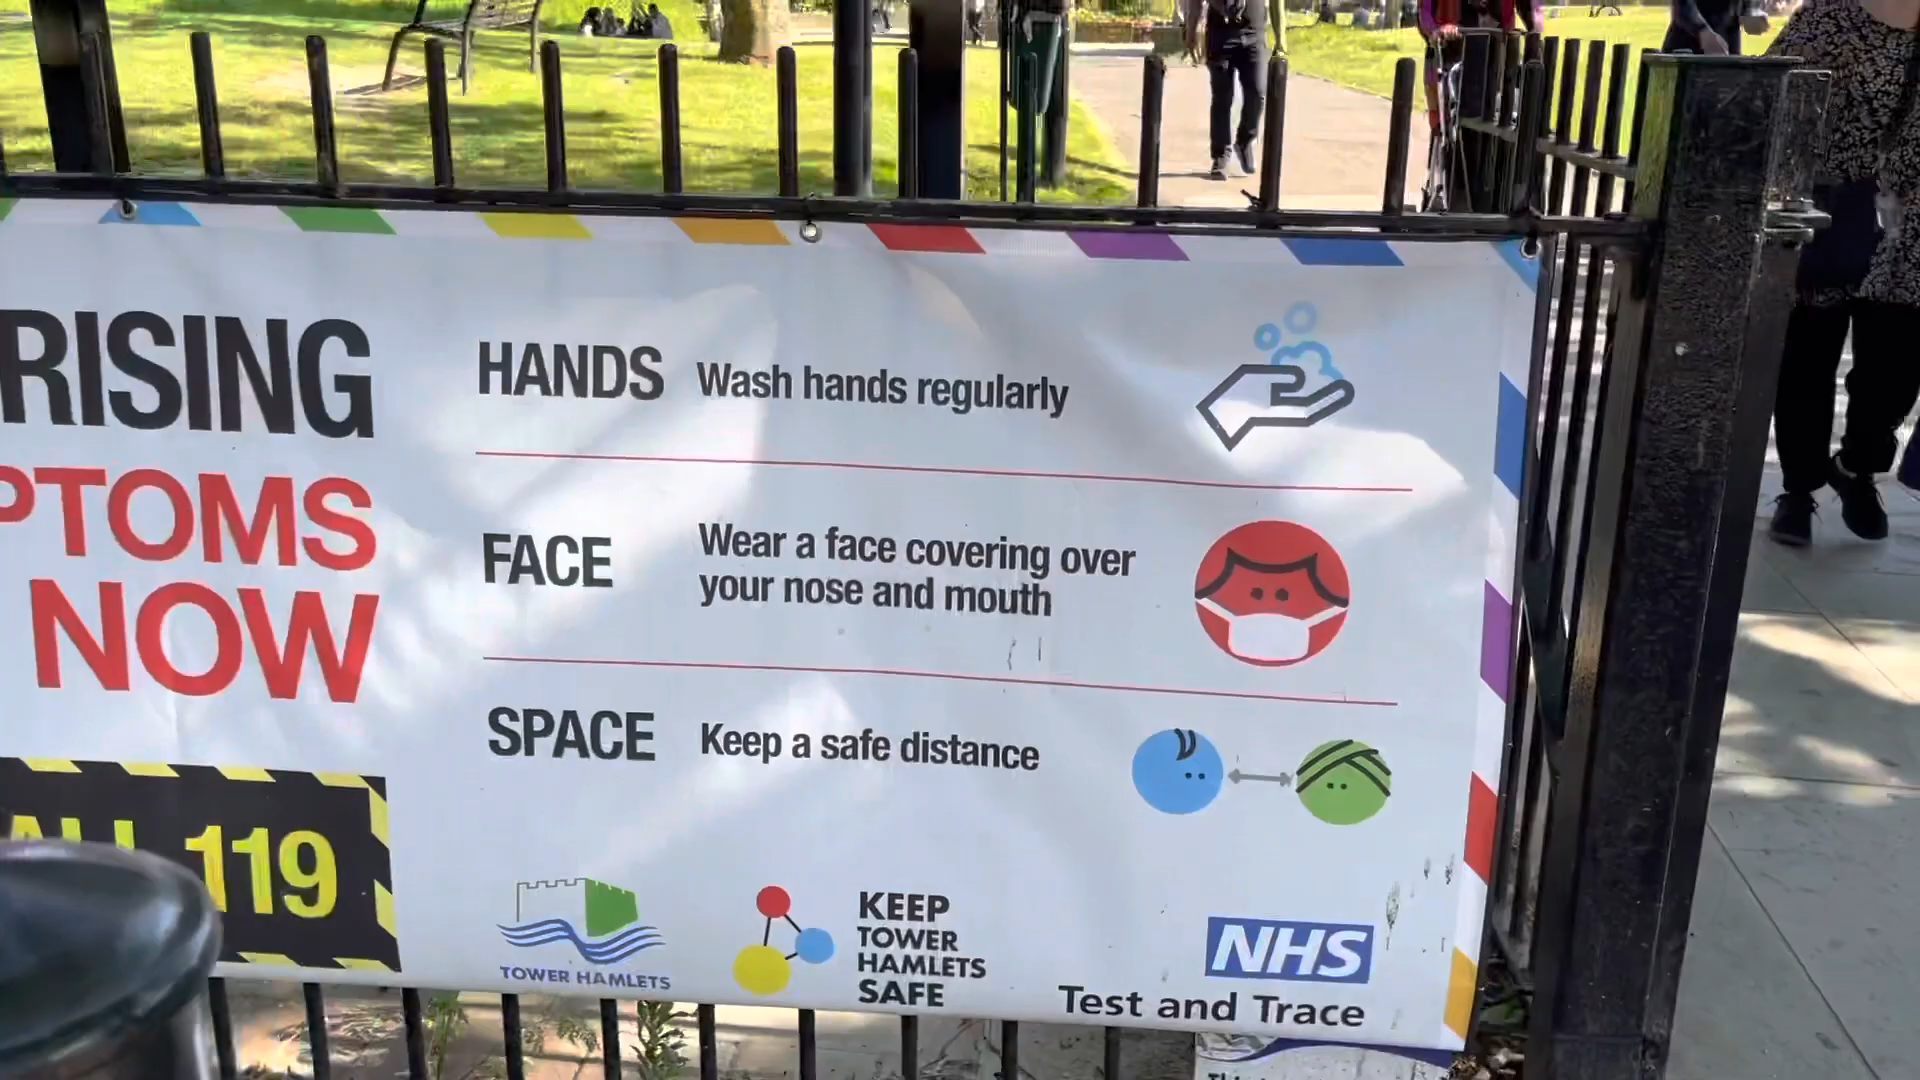 RISING
PTOMS
NOW
ALL 119
HANDS Wash hands regularly
FACE Wear a face covering over
your nose and mouth
SPACE Keep a safe distance
TOWER HAMLETS
KEEP
TOWER
HAMLETS
SAFE
NHS
Test and Trace